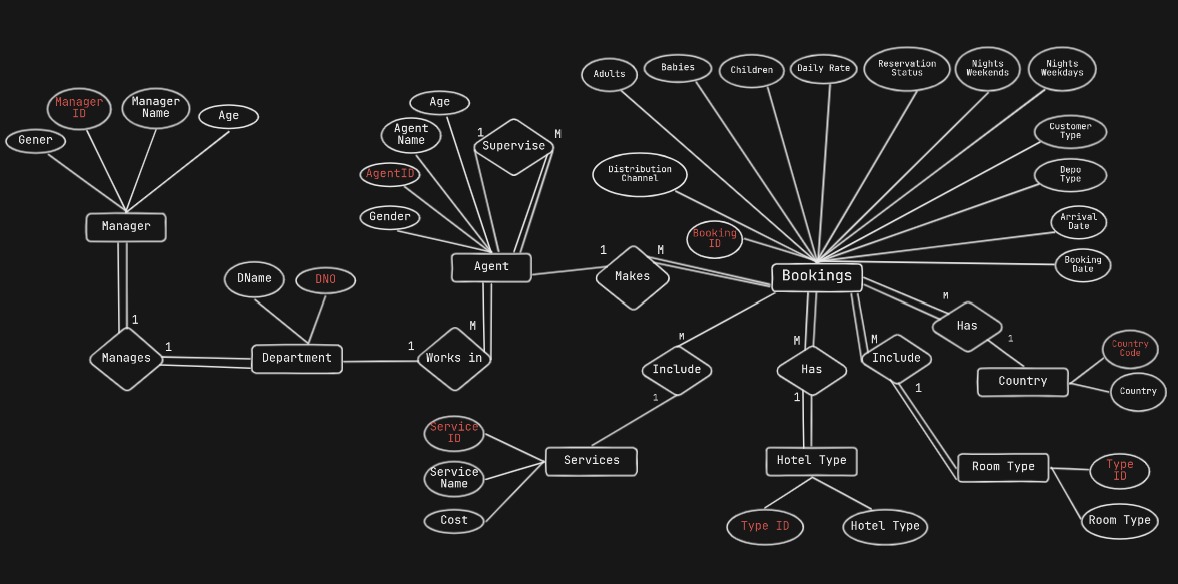 Adults
Babies
Children
Daily Rate
Reservation
Status
Nights
Weekends
Nights
Weekdays
Manager
ID
Manager
Name
Age
Gener
Age
Agent
Name
1
Supervise
M
AgentID
Gender
Distribution
Channel
Customer
Type
Depo
Type
Arrival
Date
Booking
Date
Booking
ID
Manager
Agent
1
Makes
M
Bookings
DName
DNO
M
Has
1
1
Manages
1
Department
1
Works in
M
M
Include
1
M
Has
1
M
Include
1
Country
Country
Code
Country
Service
ID
Service
Name
Cost
Services
Hotel Type
Room Type
Type
ID
Room Type
Type ID
Hotel Type